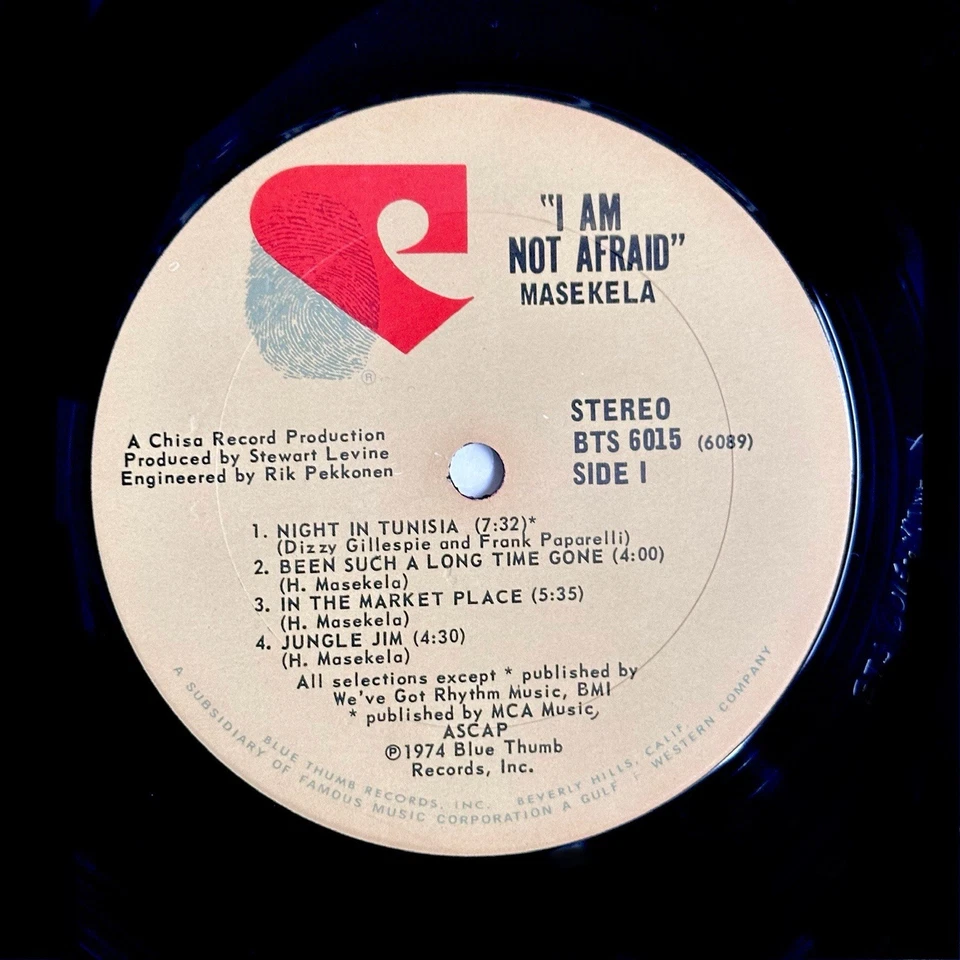 "I AM
NOT AFRAID"
MASEKELA
®
STEREO
BTS 6015 (6089)
SIDE I
A Chisa Record Production
Produced by Stewart Levine
Engineered by Rik Pekkonen
1. NIGHT IN TUNISIA (7:32)*
(Dizzy Gillespie and Frank Paparelli)
2. BEEN SUCH A LONG TIME GONE (4:00)
(H. Masekela)
3. IN THE MARKET PLACE (5:35)
(H. Masekela)
4. JUNGLE JIM (4:30)
(H. Masekela)
All selections except * published by
We've Got Rhythm Music, BMI
* published by MCA Music,
ASCAP
℗1974 Blue Thumb
Records, Inc.
BLUE THUMB RECORDS, INC. BEVERLY HILLS, CALIF.
A SUBSIDIARY OF FAMOUS MUSIC CORPORATION A GULF + WESTERN COMPANY